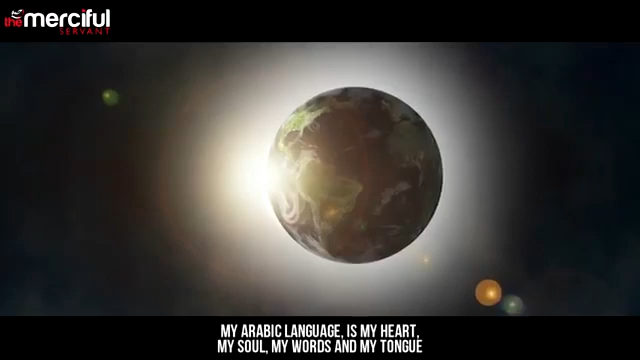 the merciful
SERVANT
MY ARABIC LANGUAGE, IS MY HEART,
MY SOUL, MY WORDS AND MY TONGUE